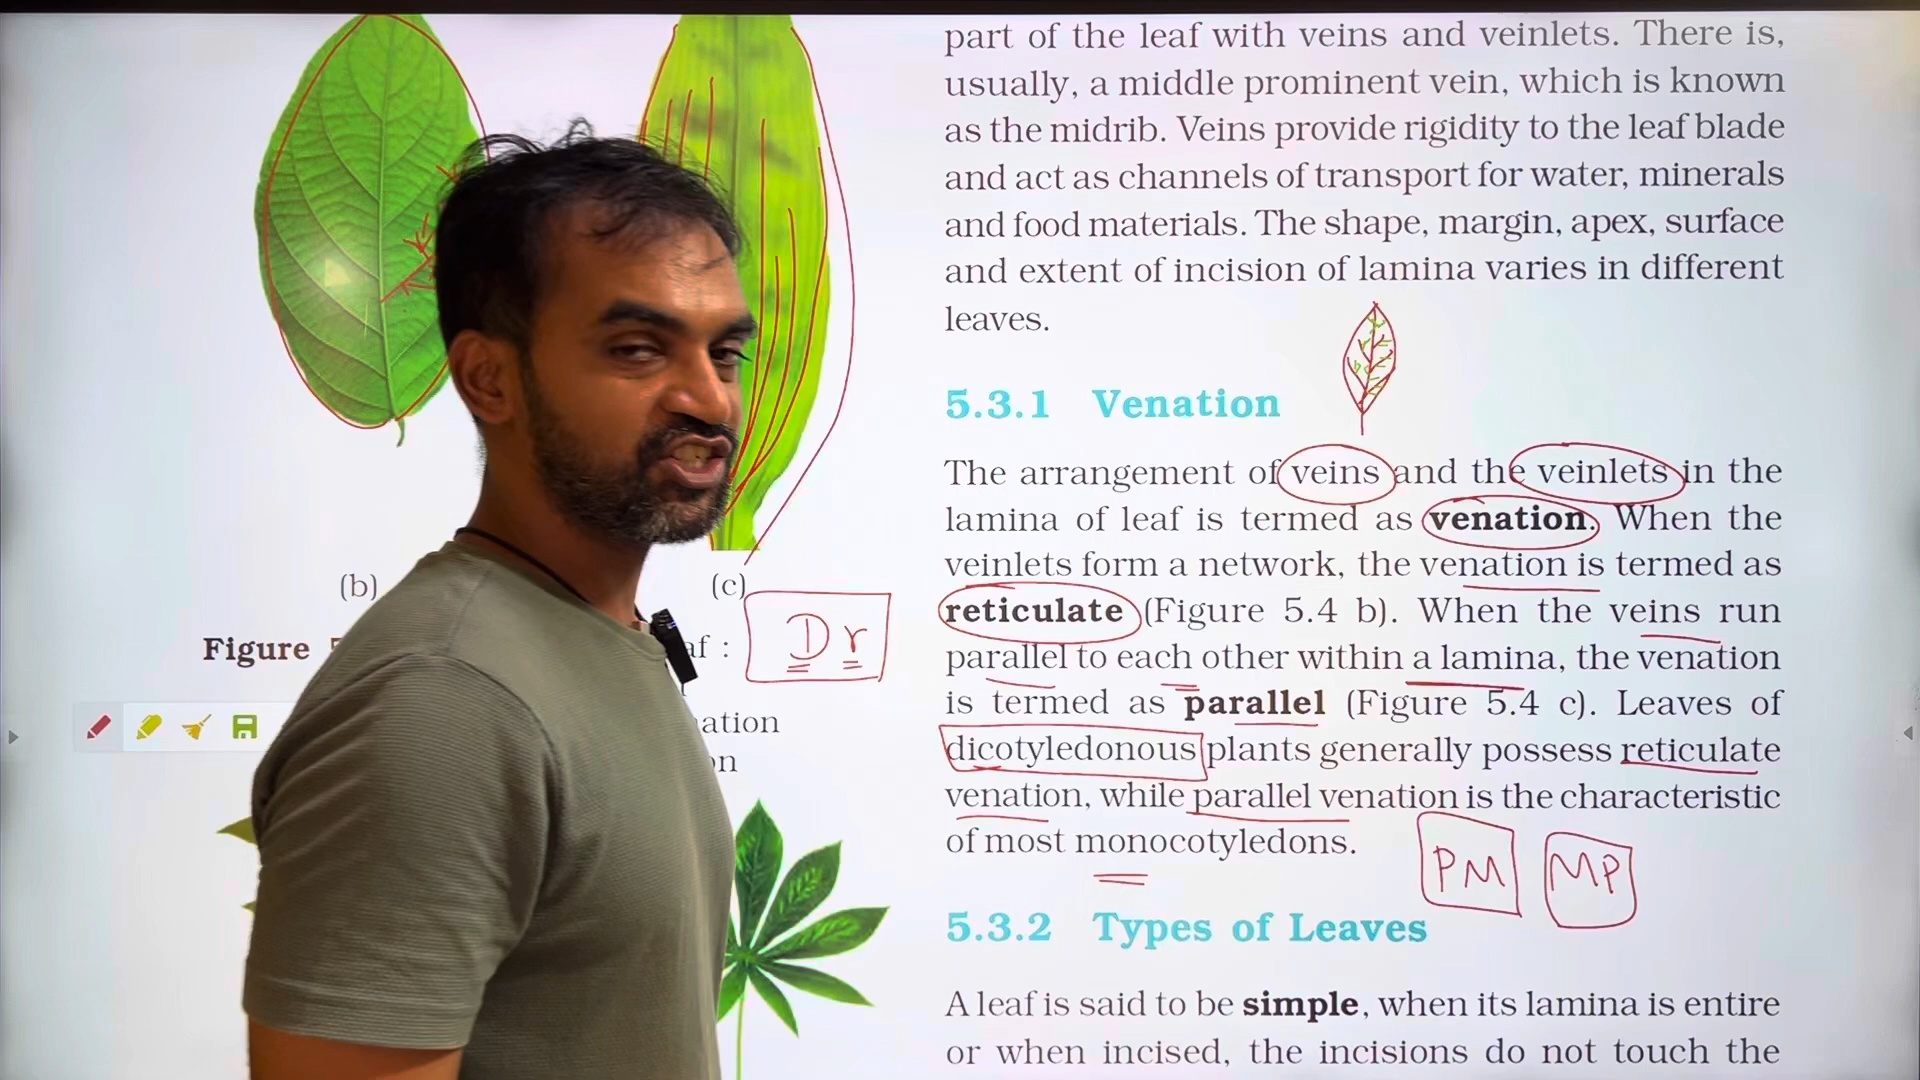 part of the leaf with veins and veinlets. There is,
usually, a middle prominent vein, which is known
as the midrib. Veins provide rigidity to the leaf blade
and act as channels of transport for water, minerals
and food materials. The shape, margin, apex, surface
and extent of incision of lamina varies in different
leaves.
5.3.1 Venation
The arrangement of veins and the veinlets in the
lamina of leaf is termed as venation. When the
veinlets form a network, the venation is termed as
reticulate (Figure 5.4 b). When the veins run
parallel to each other within a lamina, the venation
is termed as parallel (Figure 5.4 c). Leaves of
dicotyledonous plants generally possess reticulate
venation, while parallel venation is the characteristic
of most monocotyledons.
PM MP
5.3.2 Types of Leaves
A leaf is said to be simple, when its lamina is entire
or when incised, the incisions do not touch the
(b) (c)
Figure
Dr